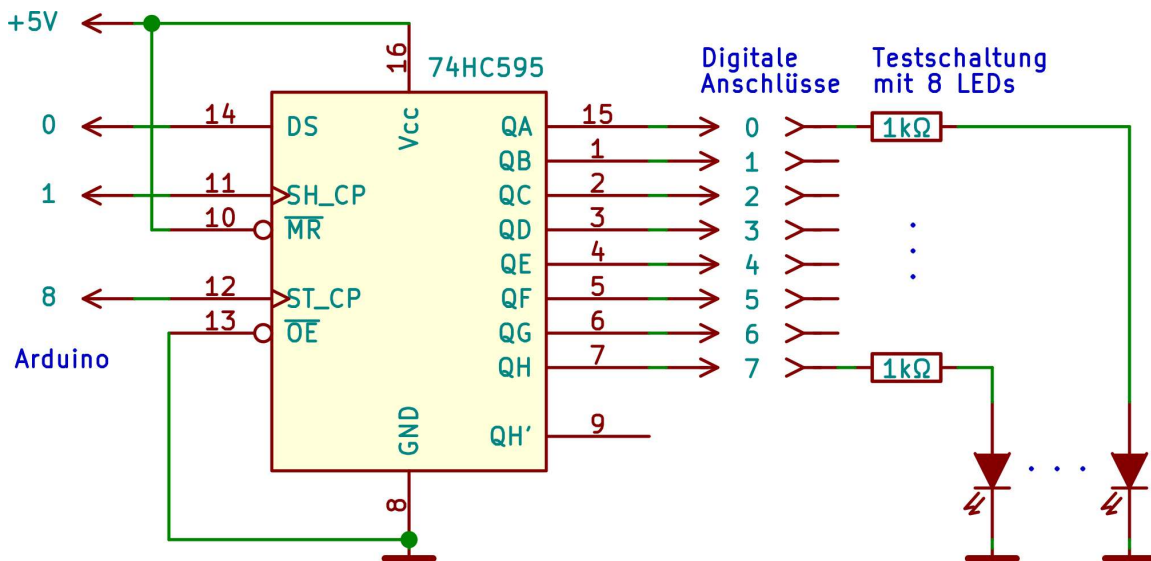 +5V
16
74HC595
Digitale
Anschlüsse
Testschaltung
mit 8 LEDs
0
14
DS
Vcc
QA
15
0
1kΩ
QB
1
1
1
11
SH_CP
QC
2
2
10
MR
QD
3
3
QE
4
4
8
12
ST_CP
QF
5
5
13
OE
QG
6
6
Arduino
QH
7
7
1kΩ
GND
QH'
9
8